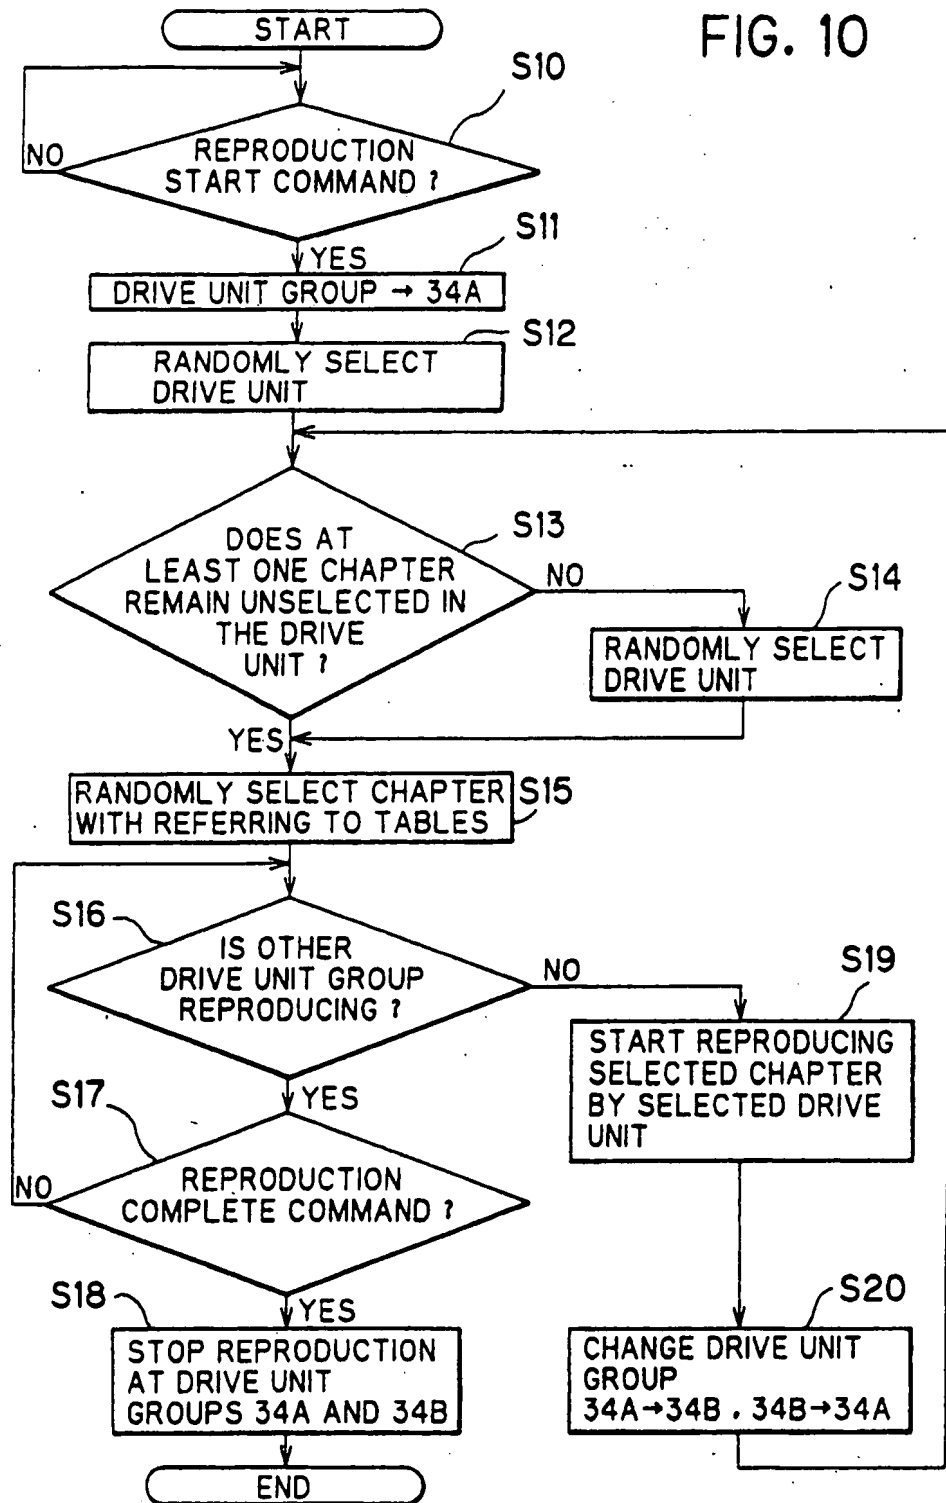 FIG. 10
START
S10
REPRODUCTION
START COMMAND ?
NO
YES
S11
DRIVE UNIT GROUP → 34A
S12
RANDOMLY SELECT
DRIVE UNIT
S13
DOES AT
LEAST ONE CHAPTER
REMAIN UNSELECTED IN
THE DRIVE
UNIT ?
NO
S14
RANDOMLY SELECT
DRIVE UNIT
YES
RANDOMLY SELECT CHAPTER
WITH REFERRING TO TABLES
S15
S16
IS OTHER
DRIVE UNIT GROUP
REPRODUCING ?
NO
S19
START REPRODUCING
SELECTED CHAPTER
BY SELECTED DRIVE
UNIT
YES
S17
REPRODUCTION
COMPLETE COMMAND ?
NO
YES
S18
STOP REPRODUCTION
AT DRIVE UNIT
GROUPS 34A AND 34B
S20
CHANGE DRIVE UNIT
GROUP
34A→34B . 34B→34A
END